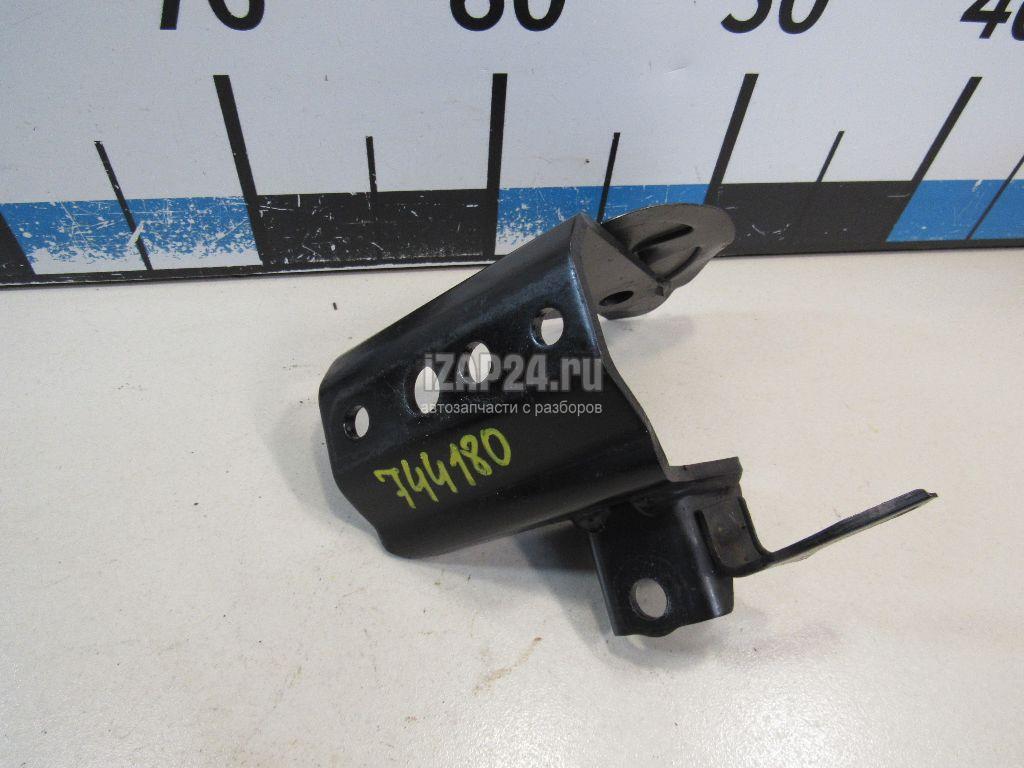 70 60 50 40
iZAP24.ru
автозапчасти с разборов
744180